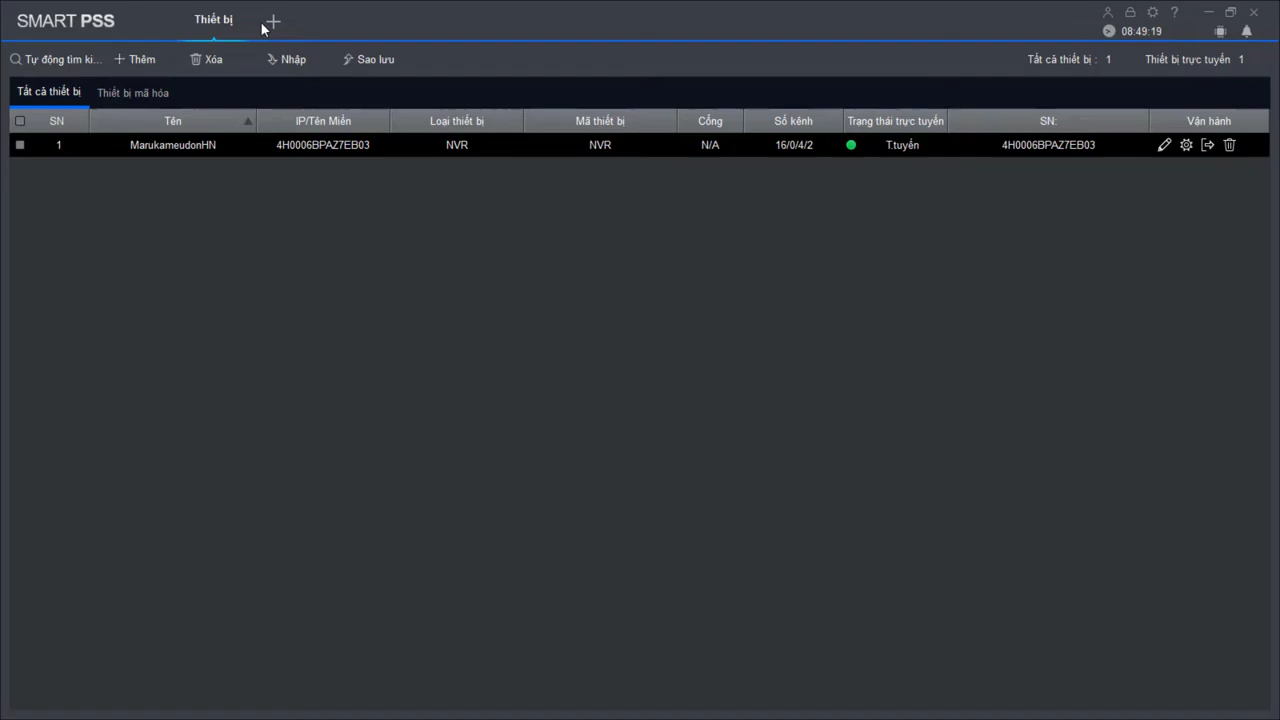 SMART PSS
Thiết bị
08:49:19
Tự động tìm ki... Thêm Xóa Nhập Sao lưu Tất cả thiết bị : 1 Thiết bị trực tuyến 1
Tất cả thiết bị Thiết bị mã hóa
SN Tên IP/Tên Miền Loại thiết bị Mã thiết bị Cổng Số kênh Trạng thái trực tuyến SN: Vận hành
1 MarukameudonHN 4H0006BPAZ7EB03 NVR NVR N/A 16/0/4/2 T.tuyến 4H0006BPAZ7EB03